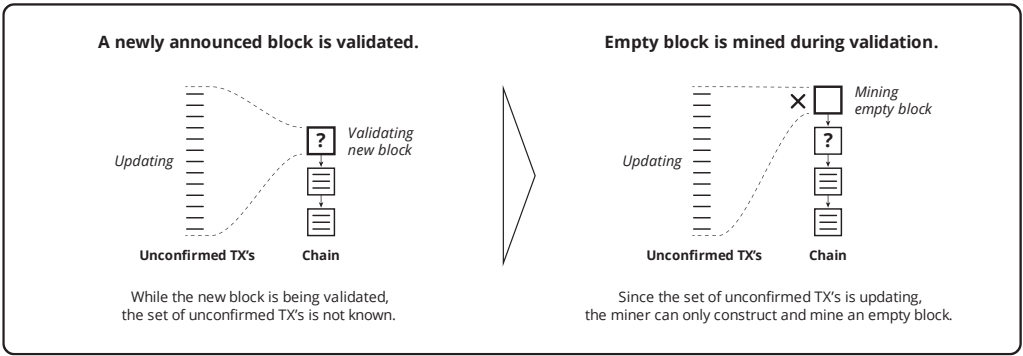 A newly announced block is validated.
Updating
?
Validating
new block
Unconfirmed TX's
Chain
While the new block is being validated,
the set of unconfirmed TX's is not known.
Empty block is mined during validation.
Mining
empty block
Updating
?
Unconfirmed TX's
Chain
Since the set of unconfirmed TX's is updating,
the miner can only construct and mine an empty block.